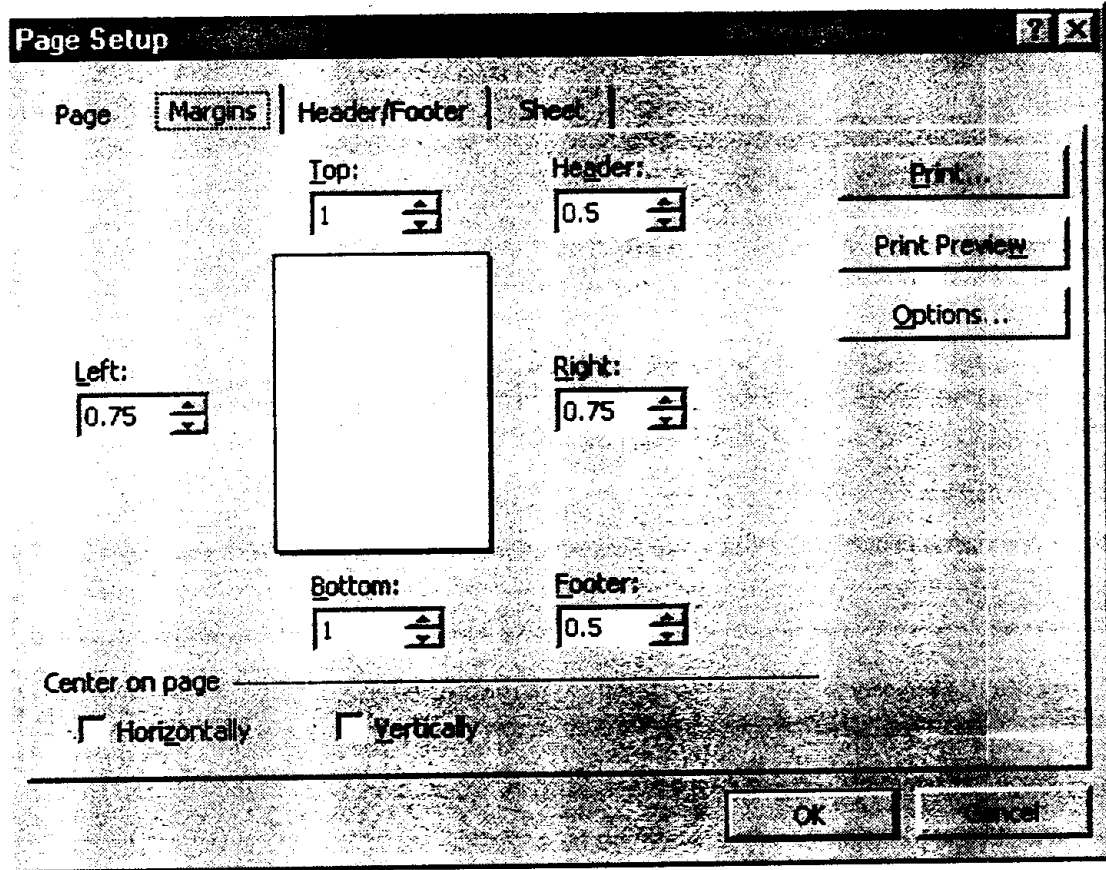 Page Setup ? X
Page Margins Header/Footer Sheet
Top: Header: Print...
1 0.5
Print Preview
Options...
Left: Right:
0.75 0.75
Bottom: Footer:
1 0.5
Center on page
Horizontally Vertically
OK Cancel